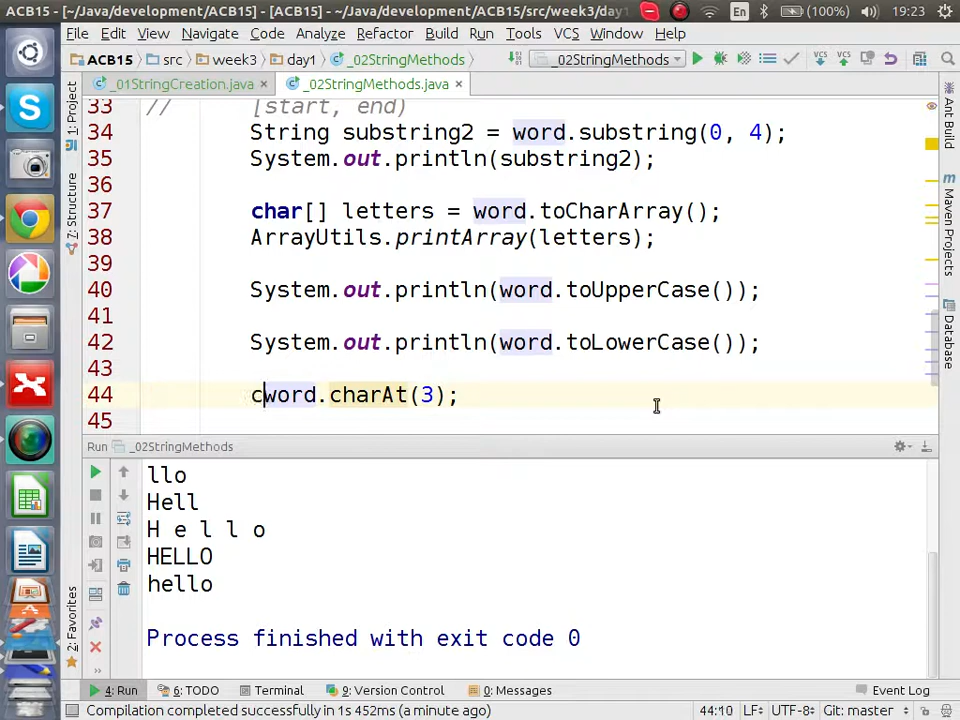 ACB15 - [~/Java/development/ACB15] - [ACB15] - ~/Java/development/ACB15/src/week3/day1
En
(100%)
19:23
File Edit View Navigate Code Analyze Refactor Build Run Tools VCS Window Help
ACB15 src week3 day1 _02StringMethods
_02StringMethods
VCS VCS
_01StringCreation.java × _02StringMethods.java ×
33 // [start, end)
34 String substring2 = word.substring(0, 4);
35 System.out.println(substring2);
36
37 char[] letters = word.toCharArray();
38 ArrayUtils.printArray(letters);
39
40 System.out.println(word.toUpperCase());
41
42 System.out.println(word.toLowerCase());
43
44 cword.charAt(3);
45
1: Project
7: Structure
2: Favorites
Ant Build
Maven Projects
Database
Run _02StringMethods
llo
Hell
H e l l o
HELLO
hello
Process finished with exit code 0
4: Run 6: TODO Terminal 9: Version Control 0: Messages Event Log
Compilation completed successfully in 1s 452ms (a minute ago)
44:10 LF÷ UTF-8÷ Git: master÷